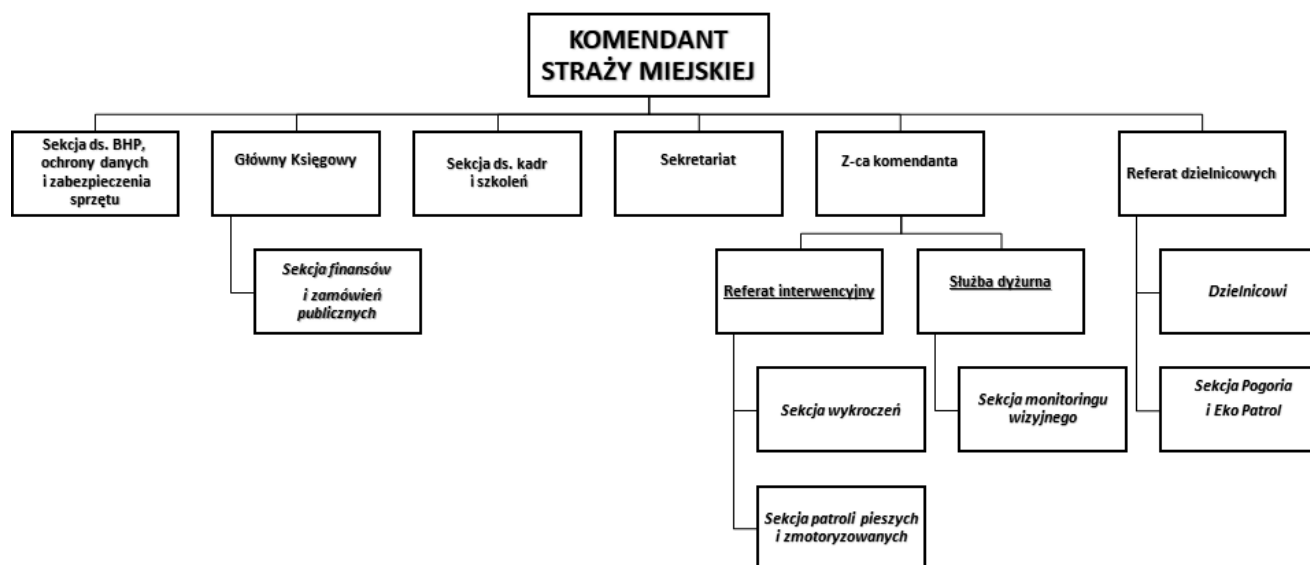 KOMENDANT
STRAŻY MIEJSKIEJ
Sekcja ds. BHP,
ochrony danych
i zabezpieczenia
sprzętu
Główny Księgowy
Sekcja ds. kadr
i szkoleń
Sekretariat
Z-ca komendanta
Referat dzielnicowych
Sekcja finansów
i zamówień
publicznych
Referat interwencyjny
Służba dyżurna
Dzielnicowi
Sekcja wykroczeń
Sekcja monitoringu
wizyjnego
Sekcja Pogoria
i Eko Patrol
Sekcja patroli pieszych
i zmotoryzowanych